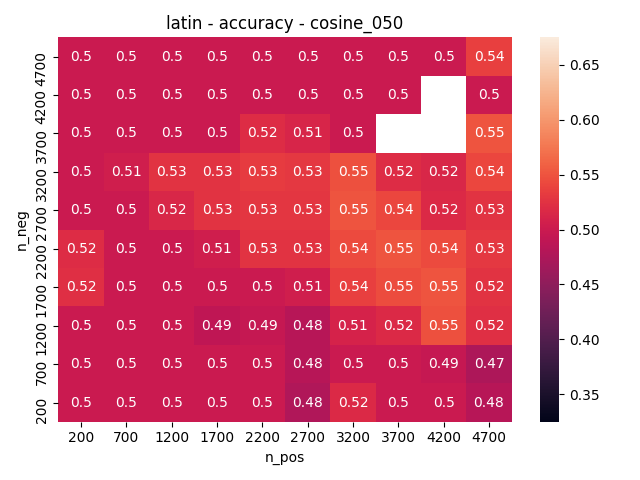 latin - accuracy - cosine_050
4700 0.5 0.5 0.5 0.5 0.5 0.5 0.5 0.5 0.5 0.54
4200 0.5 0.5 0.5 0.5 0.5 0.5 0.5 0.5 0.5
3700 0.5 0.5 0.5 0.5 0.52 0.51 0.5 0.55
3200 0.5 0.51 0.53 0.53 0.53 0.53 0.55 0.52 0.52 0.54
2700 0.5 0.5 0.52 0.53 0.53 0.53 0.55 0.54 0.52 0.53
2200 0.52 0.5 0.5 0.51 0.53 0.53 0.54 0.55 0.54 0.53
1700 0.52 0.5 0.5 0.5 0.5 0.51 0.54 0.55 0.55 0.52
1200 0.5 0.5 0.5 0.49 0.49 0.48 0.51 0.52 0.55 0.52
700 0.5 0.5 0.5 0.5 0.5 0.48 0.5 0.5 0.49 0.47
200 0.5 0.5 0.5 0.5 0.5 0.48 0.52 0.5 0.5 0.48
200 700 1200 1700 2200 2700 3200 3700 4200 4700
n_pos
n_neg
0.65
0.60
0.55
0.50
0.45
0.40
0.35